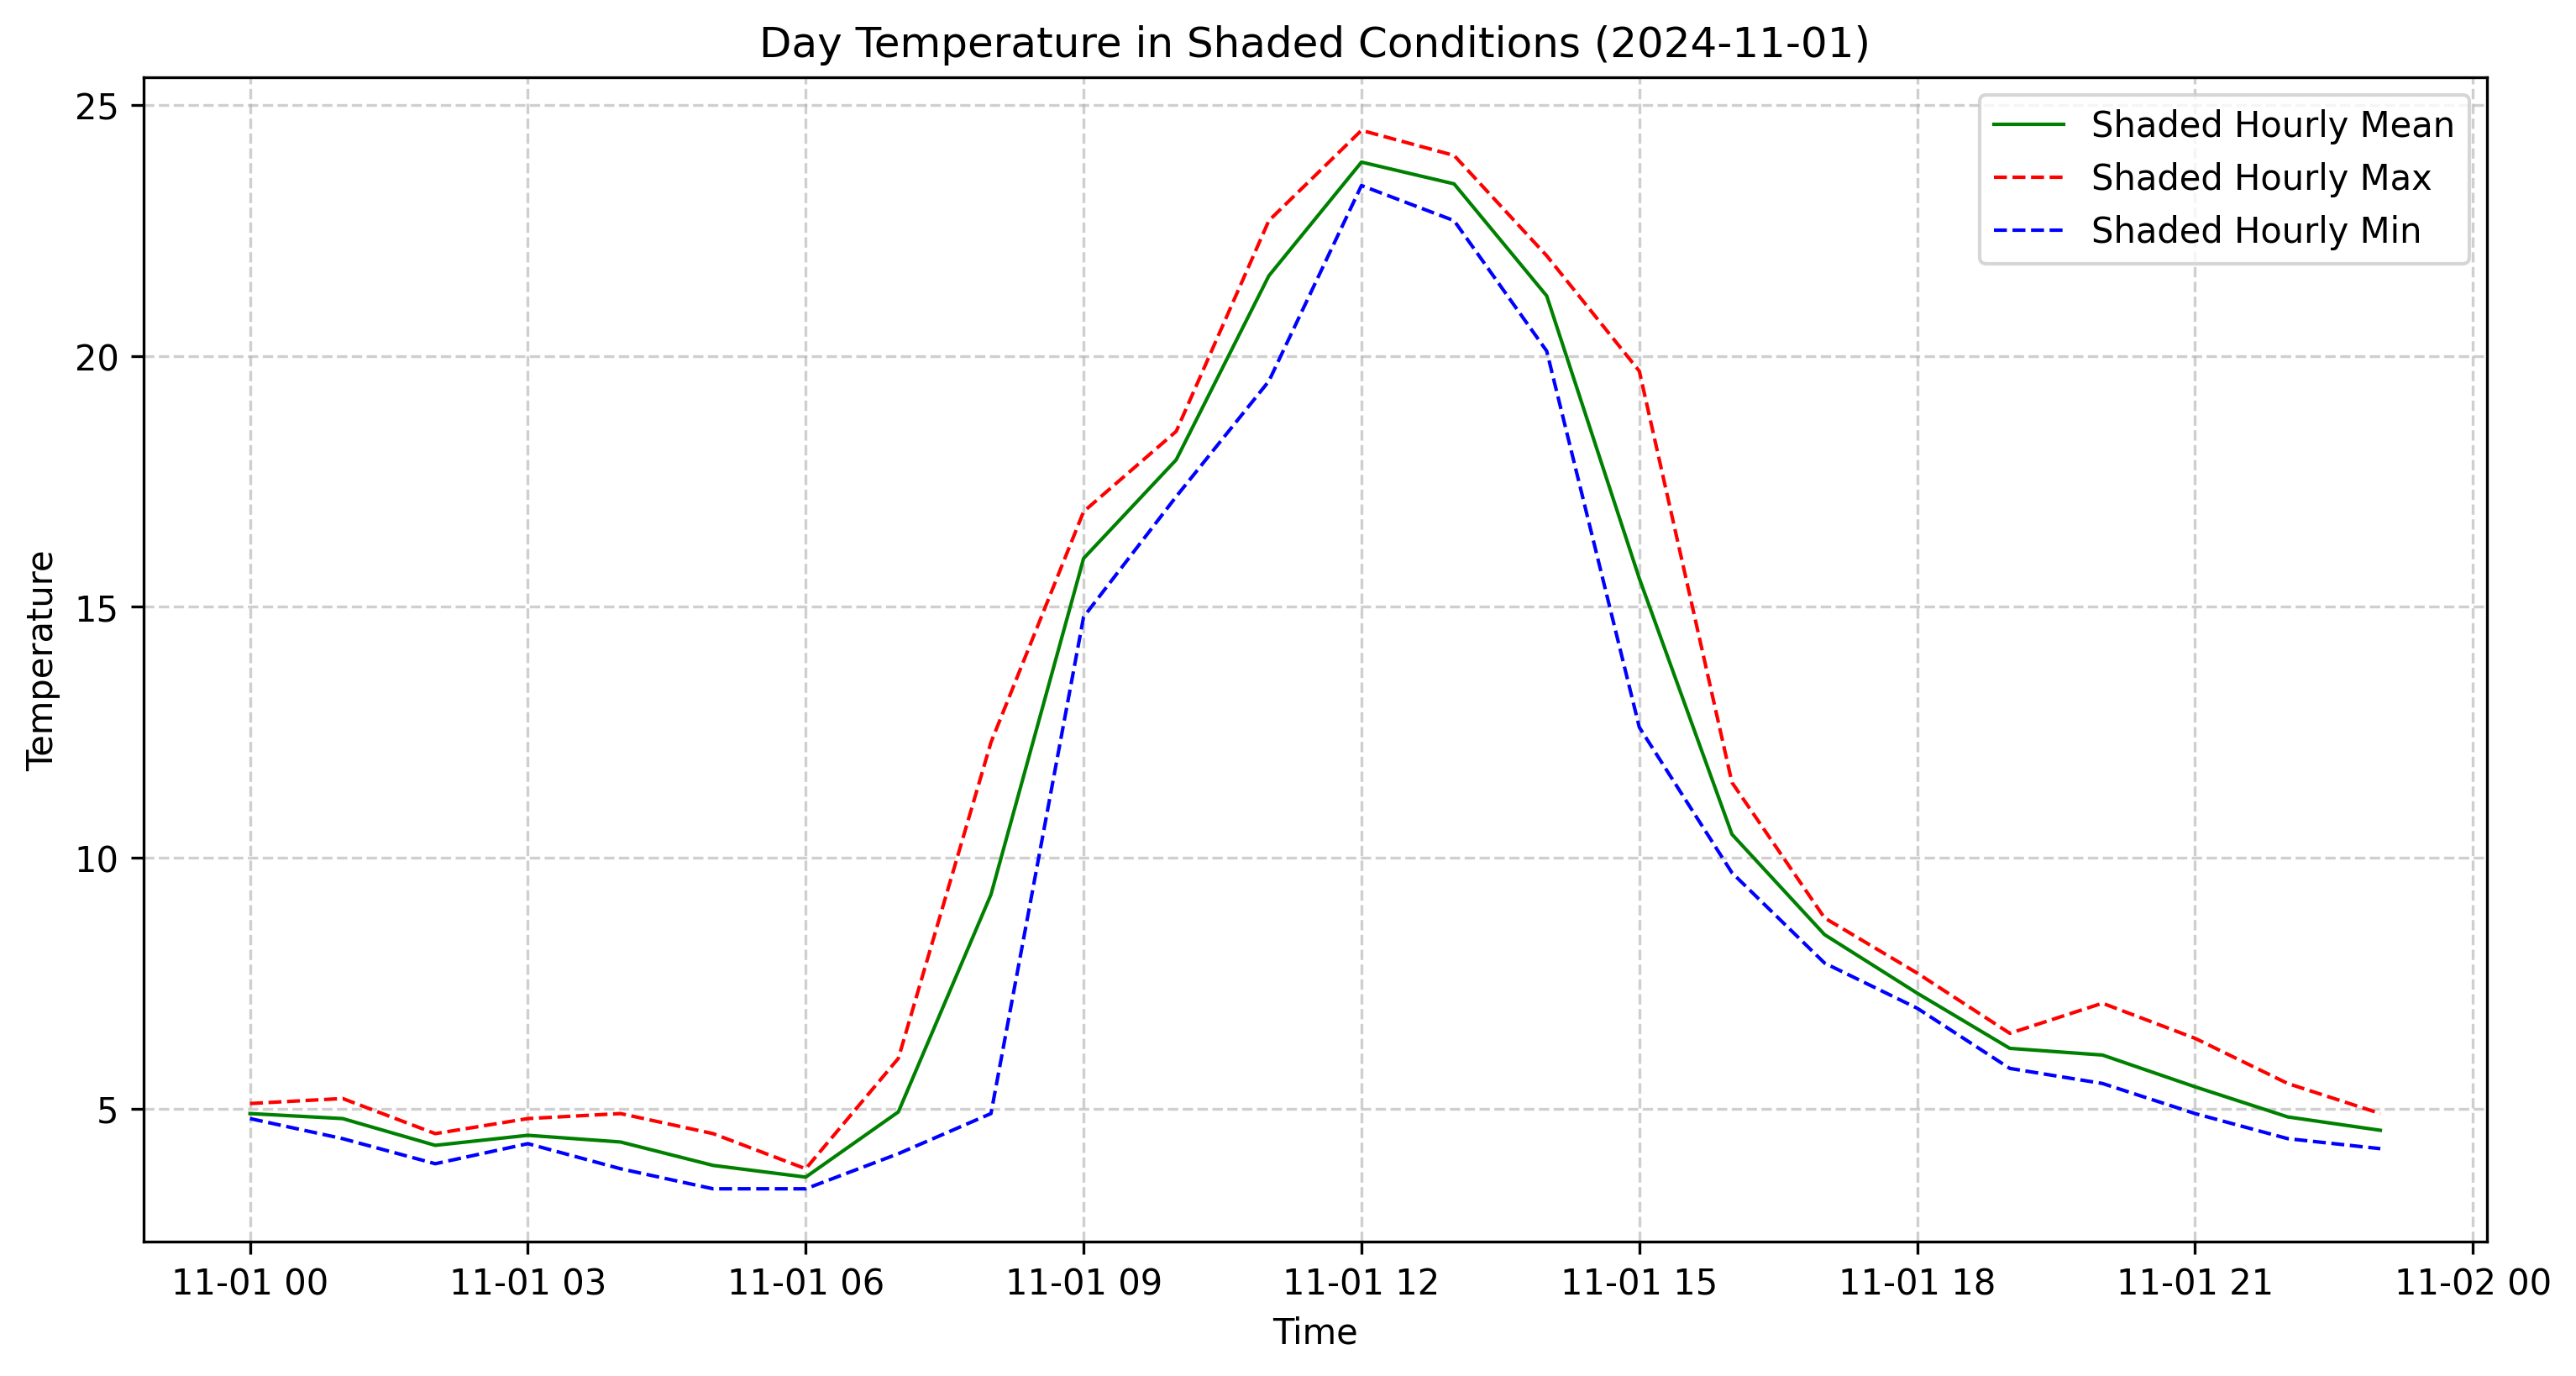 Day Temperature in Shaded Conditions (2024-11-01)
Shaded Hourly Mean
Shaded Hourly Max
Shaded Hourly Min
Temperature
25
20
15
10
5
11-01 00
11-01 03
11-01 06
11-01 09
11-01 12
11-01 15
11-01 18
11-01 21
11-02 00
Time